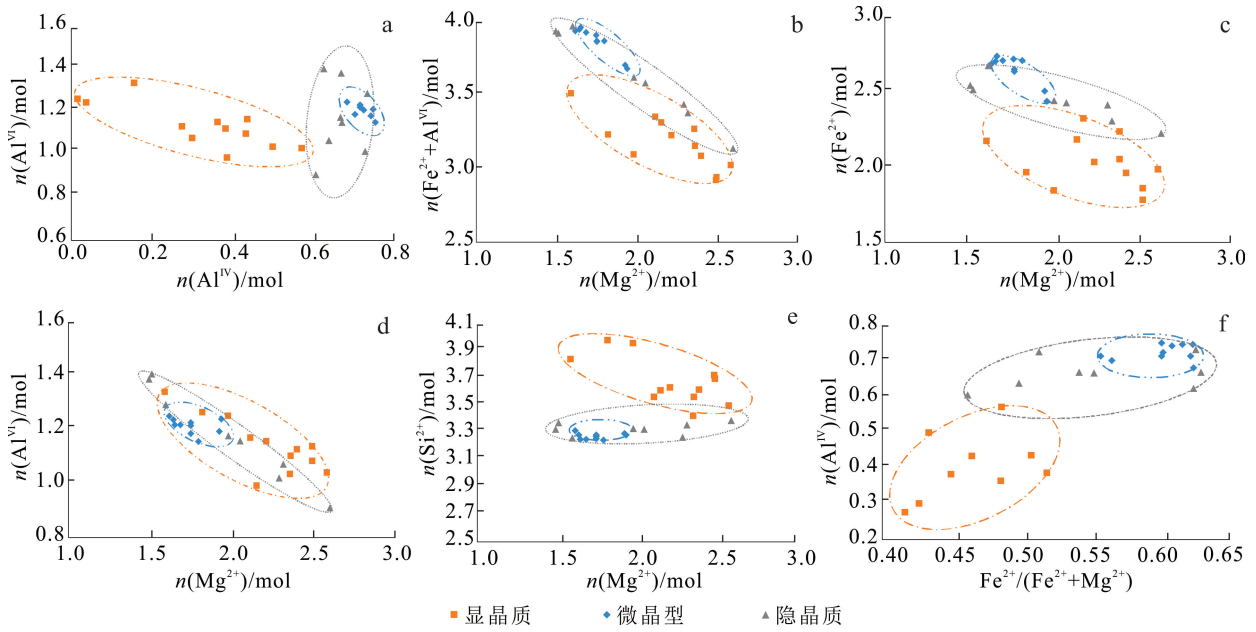 a
1.6
1.4
1.2
1.0
0.8
0.6
n(Al^VI)/mol
0.0 0.2 0.4 0.6 0.8
n(Al^IV)/mol
b
4.0
3.5
3.0
2.5
n(Fe²⁺+Al^VI)/mol
1.0 1.5 2.0 2.5 3.0
n(Mg²⁺)/mol
c
3.0
2.5
2.0
1.5
n(Fe²⁺)/mol
1.0 1.5 2.0 2.5 3.0
n(Mg²⁺)/mol
d
1.6
1.4
1.2
1.0
0.8
n(Al^VI)/mol
1.0 1.5 2.0 2.5 3.0
n(Mg²⁺)/mol
e
4.1
3.9
3.7
3.5
3.3
3.1
2.9
2.7
2.5
n(Si²⁺)/mol
1.0 1.5 2.0 2.5 3.0
n(Mg²⁺)/mol
f
0.8
0.7
0.6
0.5
0.4
0.3
0.2
n(Al^IV)/mol
0.40 0.45 0.50 0.55 0.60 0.65
Fe²⁺/(Fe²⁺+Mg²⁺)
显晶质 微晶型 隐晶质